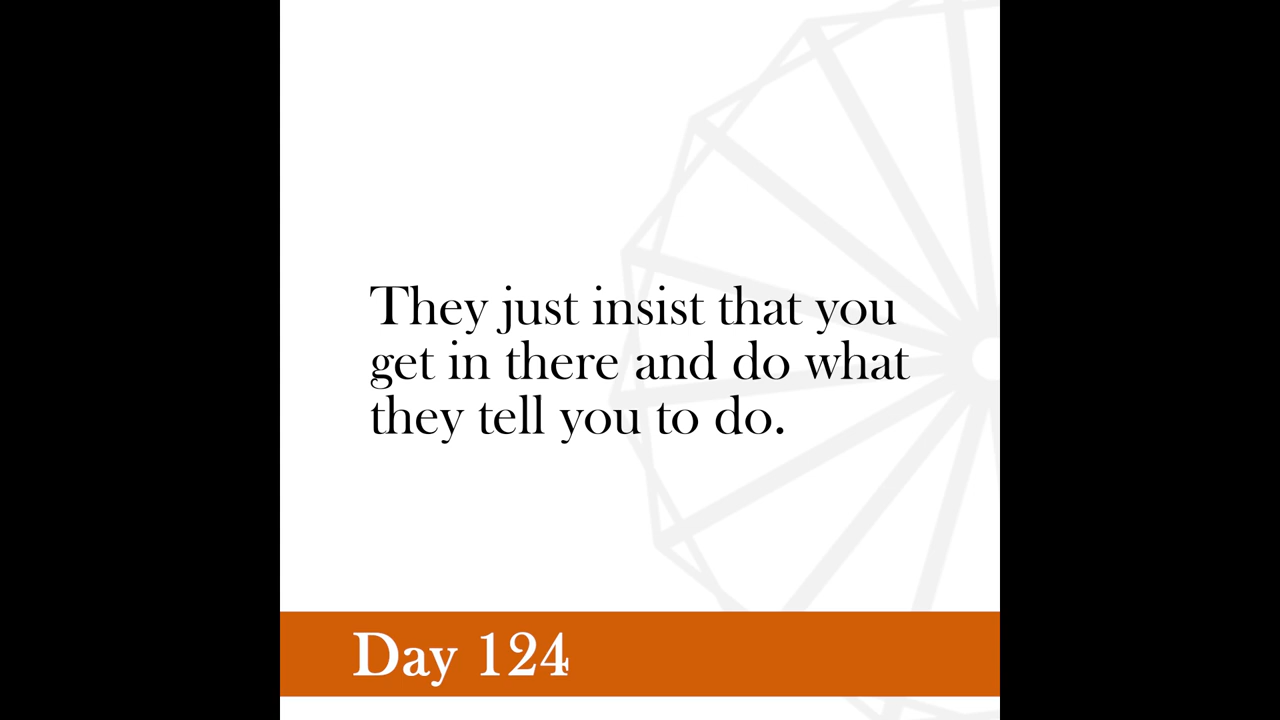 They just insist that you
get in there and do what
they tell you to do.
Day 124